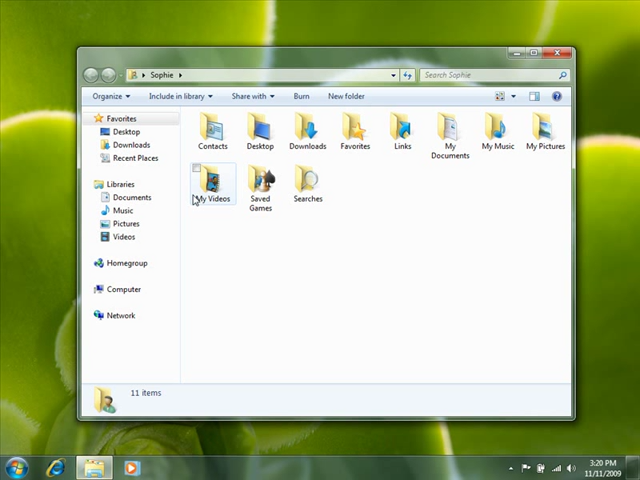 Sophie
Search Sophie
Organize
Include in library
Share with
Burn
New folder
Favorites
Desktop
Downloads
Recent Places
Libraries
Documents
Music
Pictures
Videos
Homegroup
Computer
Network
Contacts
Desktop
Downloads
Favorites
Links
My
Documents
My Music
My Pictures
My Videos
Saved
Games
Searches
11 items
3:20 PM
11/11/2009